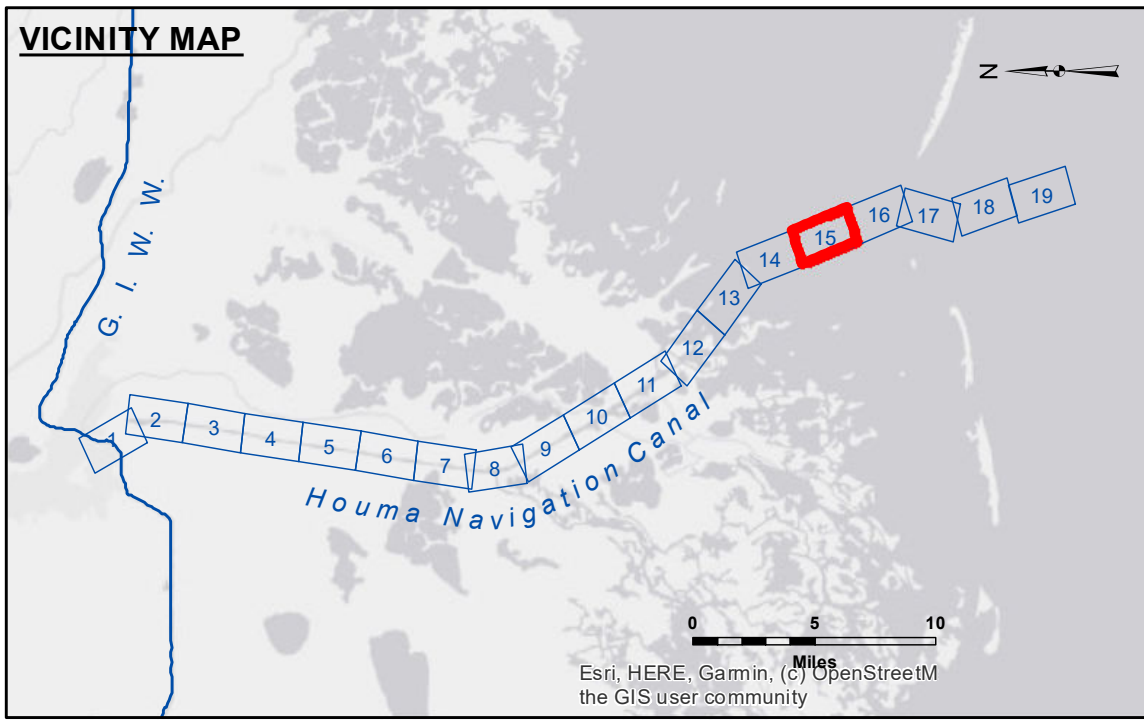 VICINITY MAP
N
G. I. W. W.
1
2
3
4
5
6
7
8
9
10
11
12
13
14
15
16
17
18
19
Houma Navigation Canal
0 5 10
Miles
Esri, HERE, Garmin, (c) OpenStreetM
the GIS user community